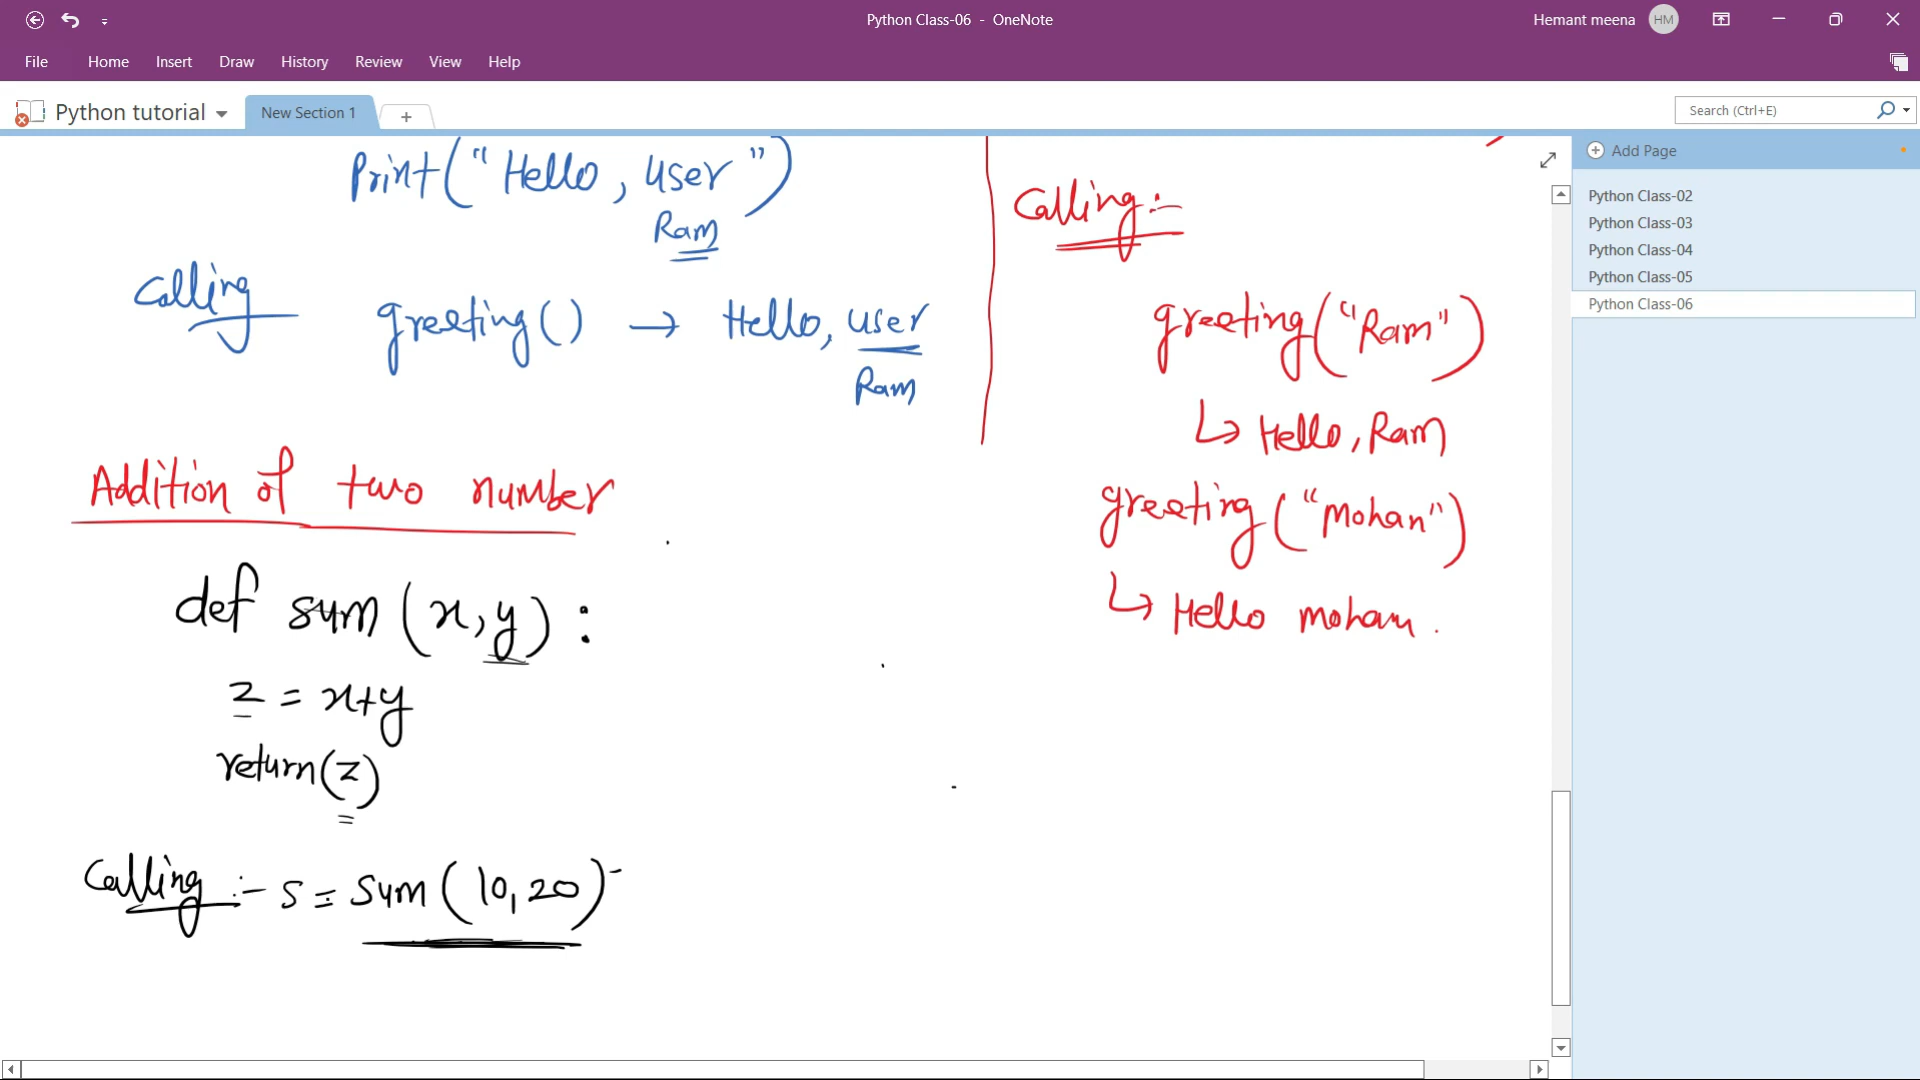 Python Class-06 - OneNote
Hemant meena HM
File Home Insert Draw History Review View Help
Python tutorial New Section 1 +
Search (Ctrl+E)
Add Page
Python Class-02
Python Class-03
Python Class-04
Python Class-05
Python Class-06
Print("Hello, user")
Ram
Calling greeting() → Hello, user
Ram
Addition of two number
def sum(x,y):
z = x+y
return(z)
Calling :- s = sum(10,20)
Calling :-
greeting("Ram")
↳ Hello, Ram
greeting("Mohan")
↳ Hello moham.